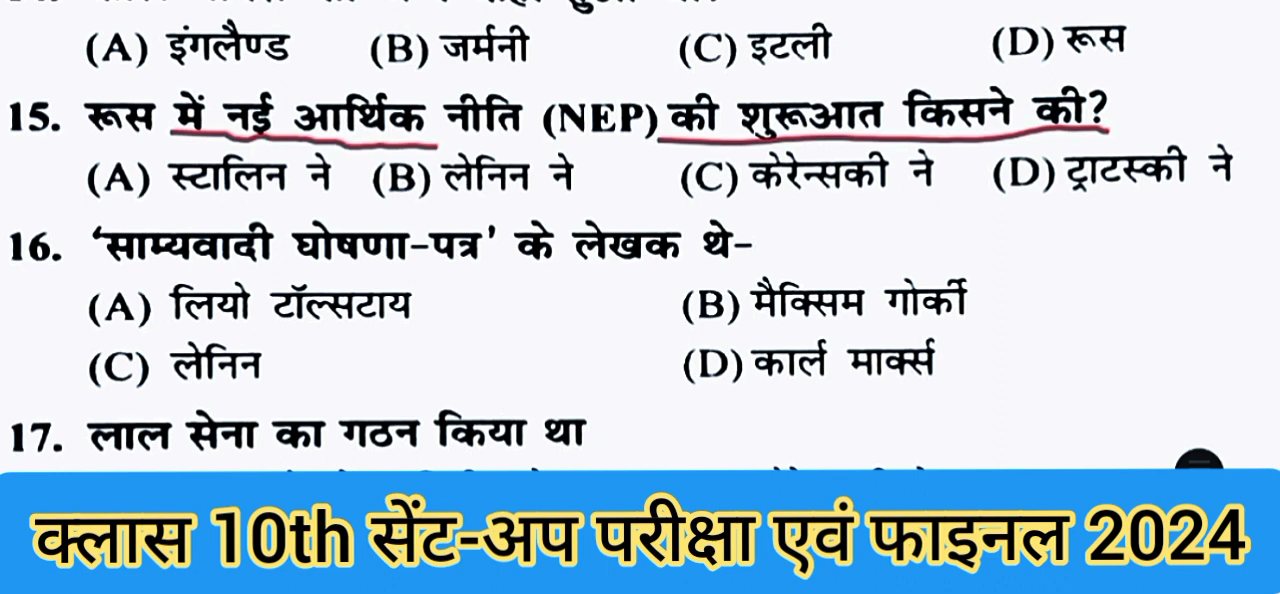 (A) इंगलैण्ड (B) जर्मनी (C) इटली (D) रूस
15. रूस में नई आर्थिक नीति (NEP) की शुरूआत किसने की?
(A) स्टालिन ने (B) लेनिन ने (C) केरेन्सकी ने (D) ट्राटस्की ने
16. ‘साम्यवादी घोषणा-पत्र’ के लेखक थे-
(A) लियो टॉल्सटाय (B) मैक्सिम गोर्की
(C) लेनिन (D) कार्ल मार्क्स
17. लाल सेना का गठन किया था
क्लास 10th सेंट-अप परीक्षा एवं फाइनल 2024